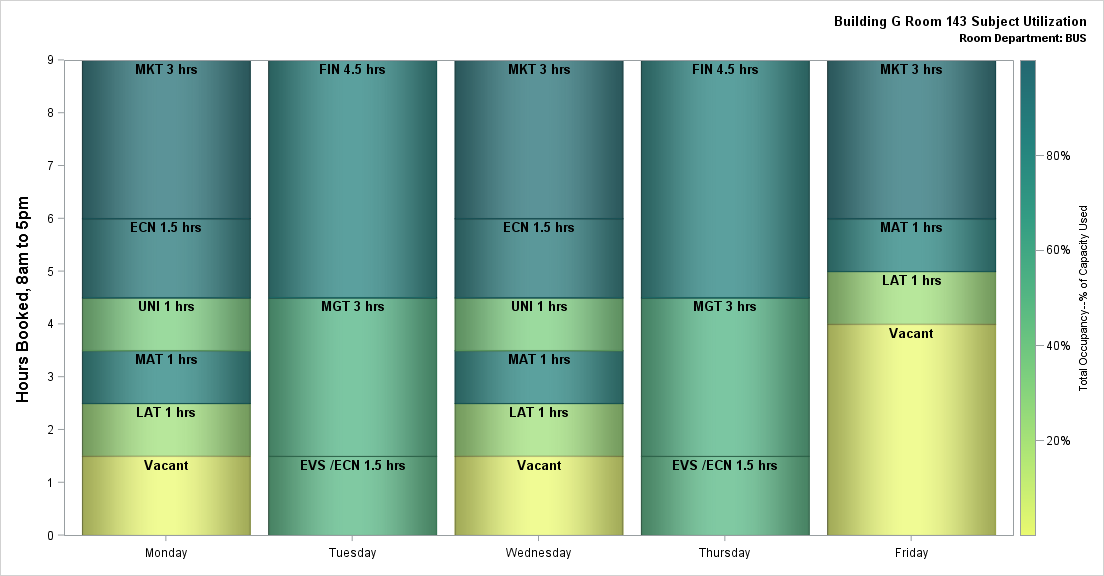 Building G Room 143 Subject Utilization
Room Department: BUS
Hours Booked, 8am to 5pm
9
8
7
6
5
4
3
2
1
0
MKT 3 hrs
ECN 1.5 hrs
UNI 1 hrs
MAT 1 hrs
LAT 1 hrs
Vacant
FIN 4.5 hrs
MGT 3 hrs
EVS /ECN 1.5 hrs
MKT 3 hrs
ECN 1.5 hrs
UNI 1 hrs
MAT 1 hrs
LAT 1 hrs
Vacant
FIN 4.5 hrs
MGT 3 hrs
EVS /ECN 1.5 hrs
MKT 3 hrs
MAT 1 hrs
LAT 1 hrs
Vacant
Monday
Tuesday
Wednesday
Thursday
Friday
80%
60%
40%
20%
Total Occupancy--% of Capacity Used